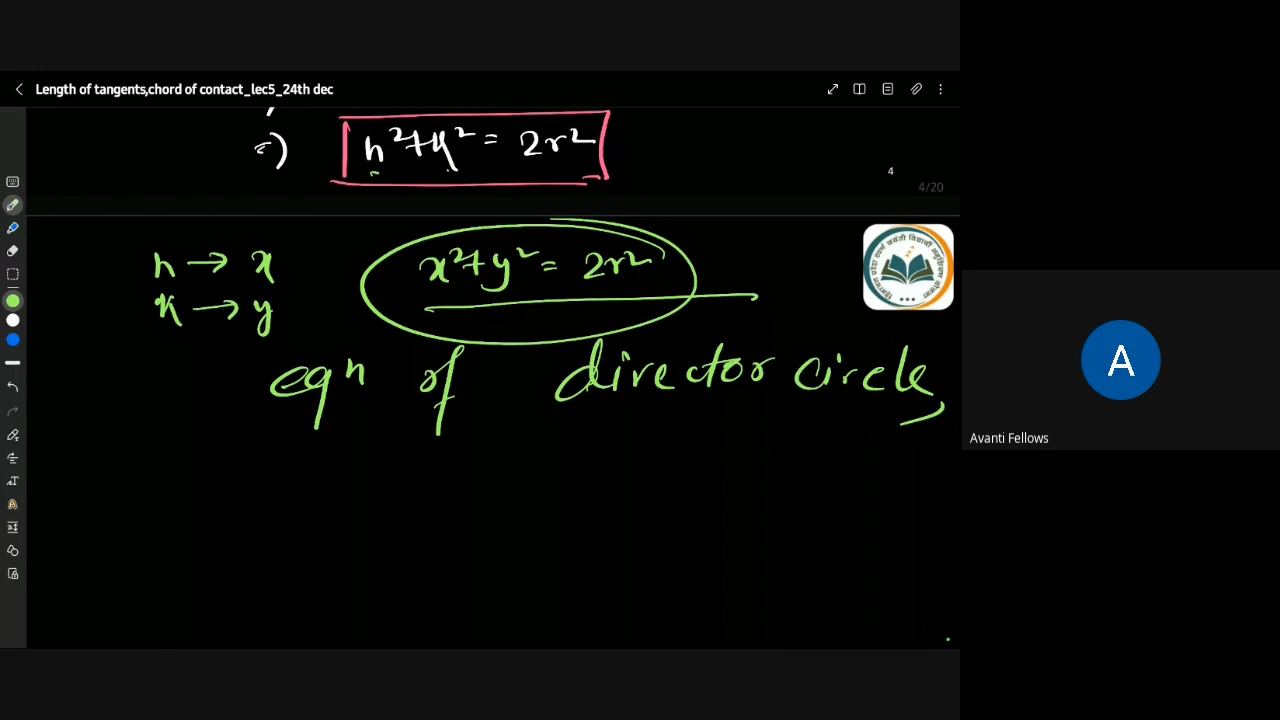 Length of tangents,chord of contact_lec5_24th dec
=) h²+k² = 2r²
4
4/20
h → x
x²+y² = 2r²
k → y
eqⁿ of director circle,
A
Avanti Fellows